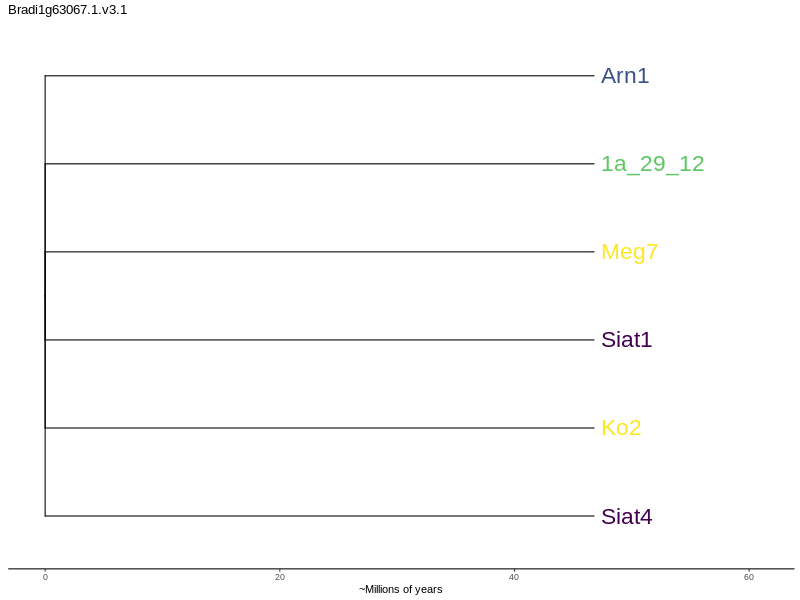 Bradi1g63067.1.v3.1
Arn1
1a_29_12
Meg7
Siat1
Ko2
Siat4
0 20 40 60
~Millions of years